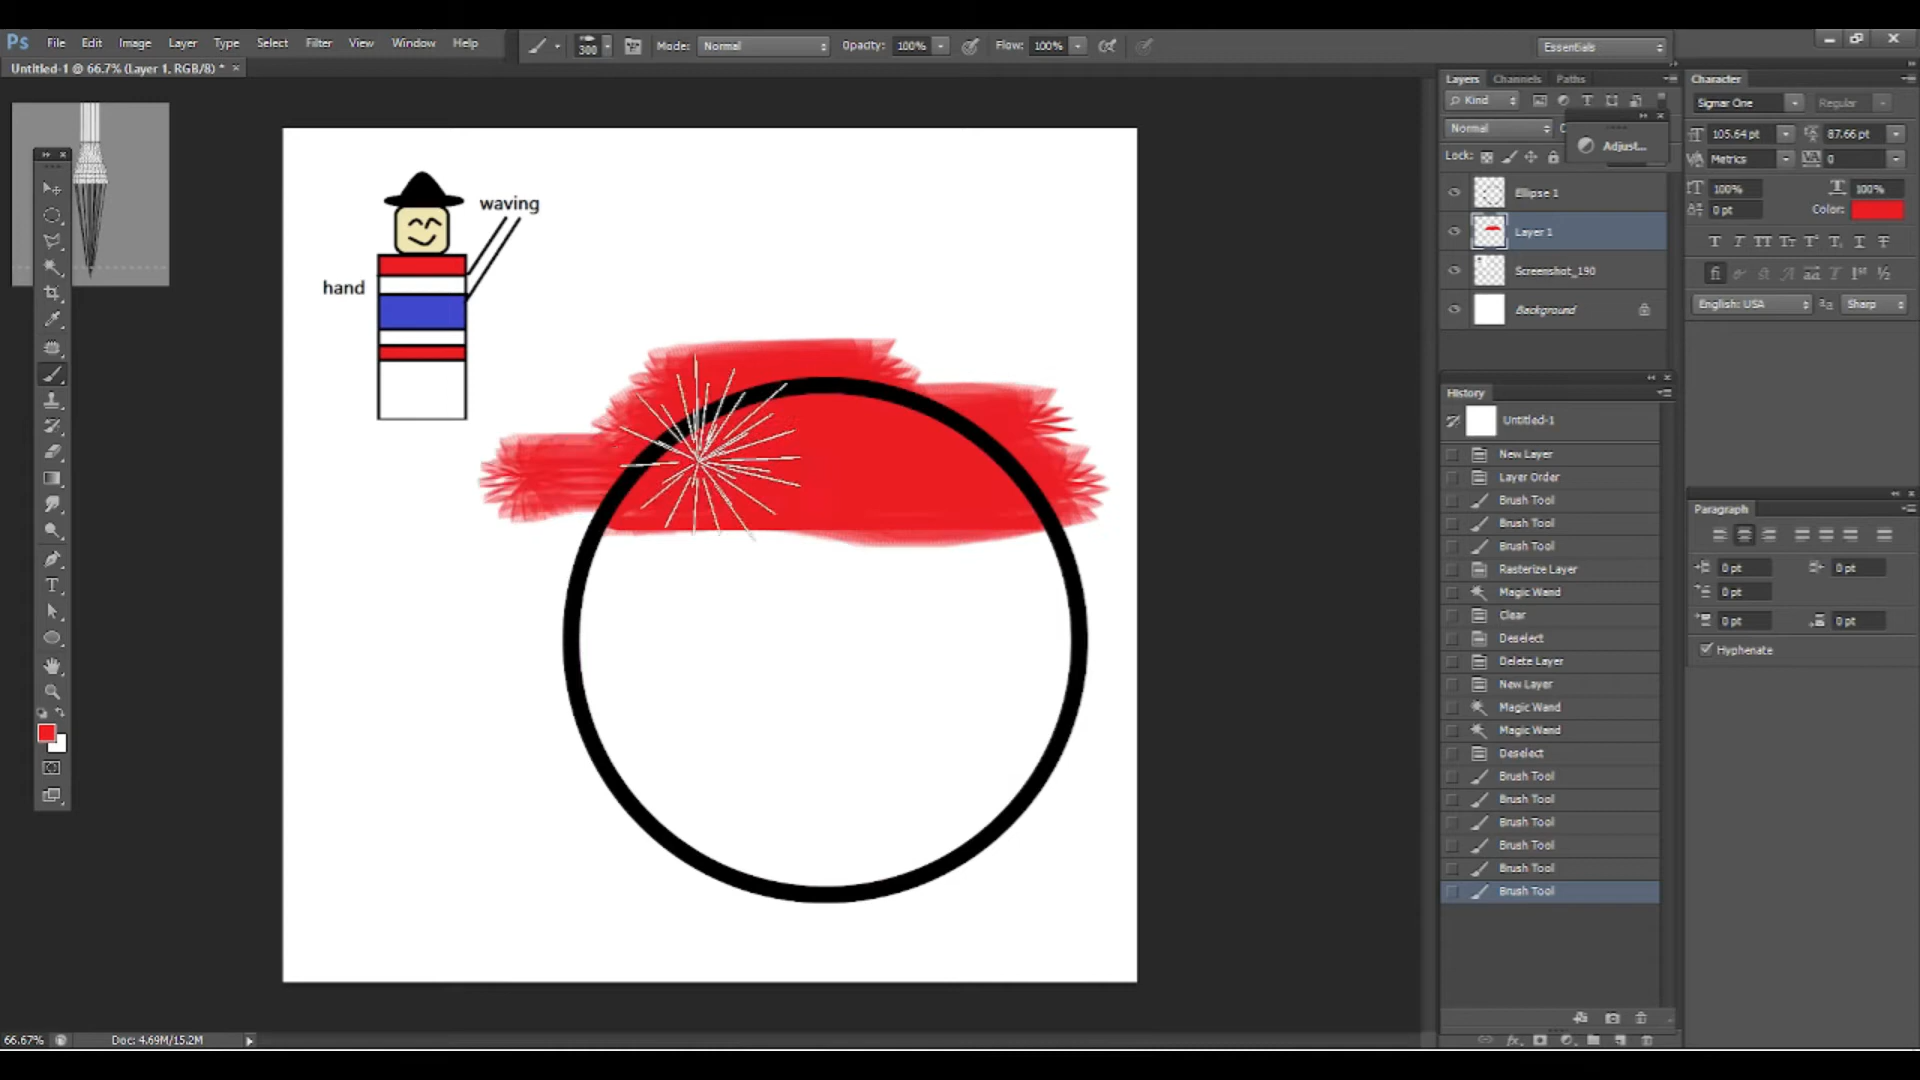 Ps File Edit Image Layer Type Select Filter View Window Help
300 Mode: Normal Opacity: 100% Flow: 100% Essentials
Untitled-1 @ 66.7% (Layer 1, RGB/8) * ×
Layers Channels Paths
Kind
Normal
Adjust...
Lock:
Ellipse 1
Layer 1
Screenshot_190
Background
Character
Sigmar One Regular
105.64 pt 87.66 pt
Metrics 0
100% 100%
0 pt Color:
English: USA Sharp
waving
hand
History
Untitled-1
New Layer
Layer Order
Brush Tool
Brush Tool
Brush Tool
Rasterize Layer
Magic Wand
Clear
Deselect
Delete Layer
New Layer
Magic Wand
Magic Wand
Deselect
Brush Tool
Brush Tool
Brush Tool
Brush Tool
Brush Tool
Brush Tool
Paragraph
0 pt 0 pt
0 pt
0 pt 0 pt
Hyphenate
66.67% Doc: 4.69M/15.2M